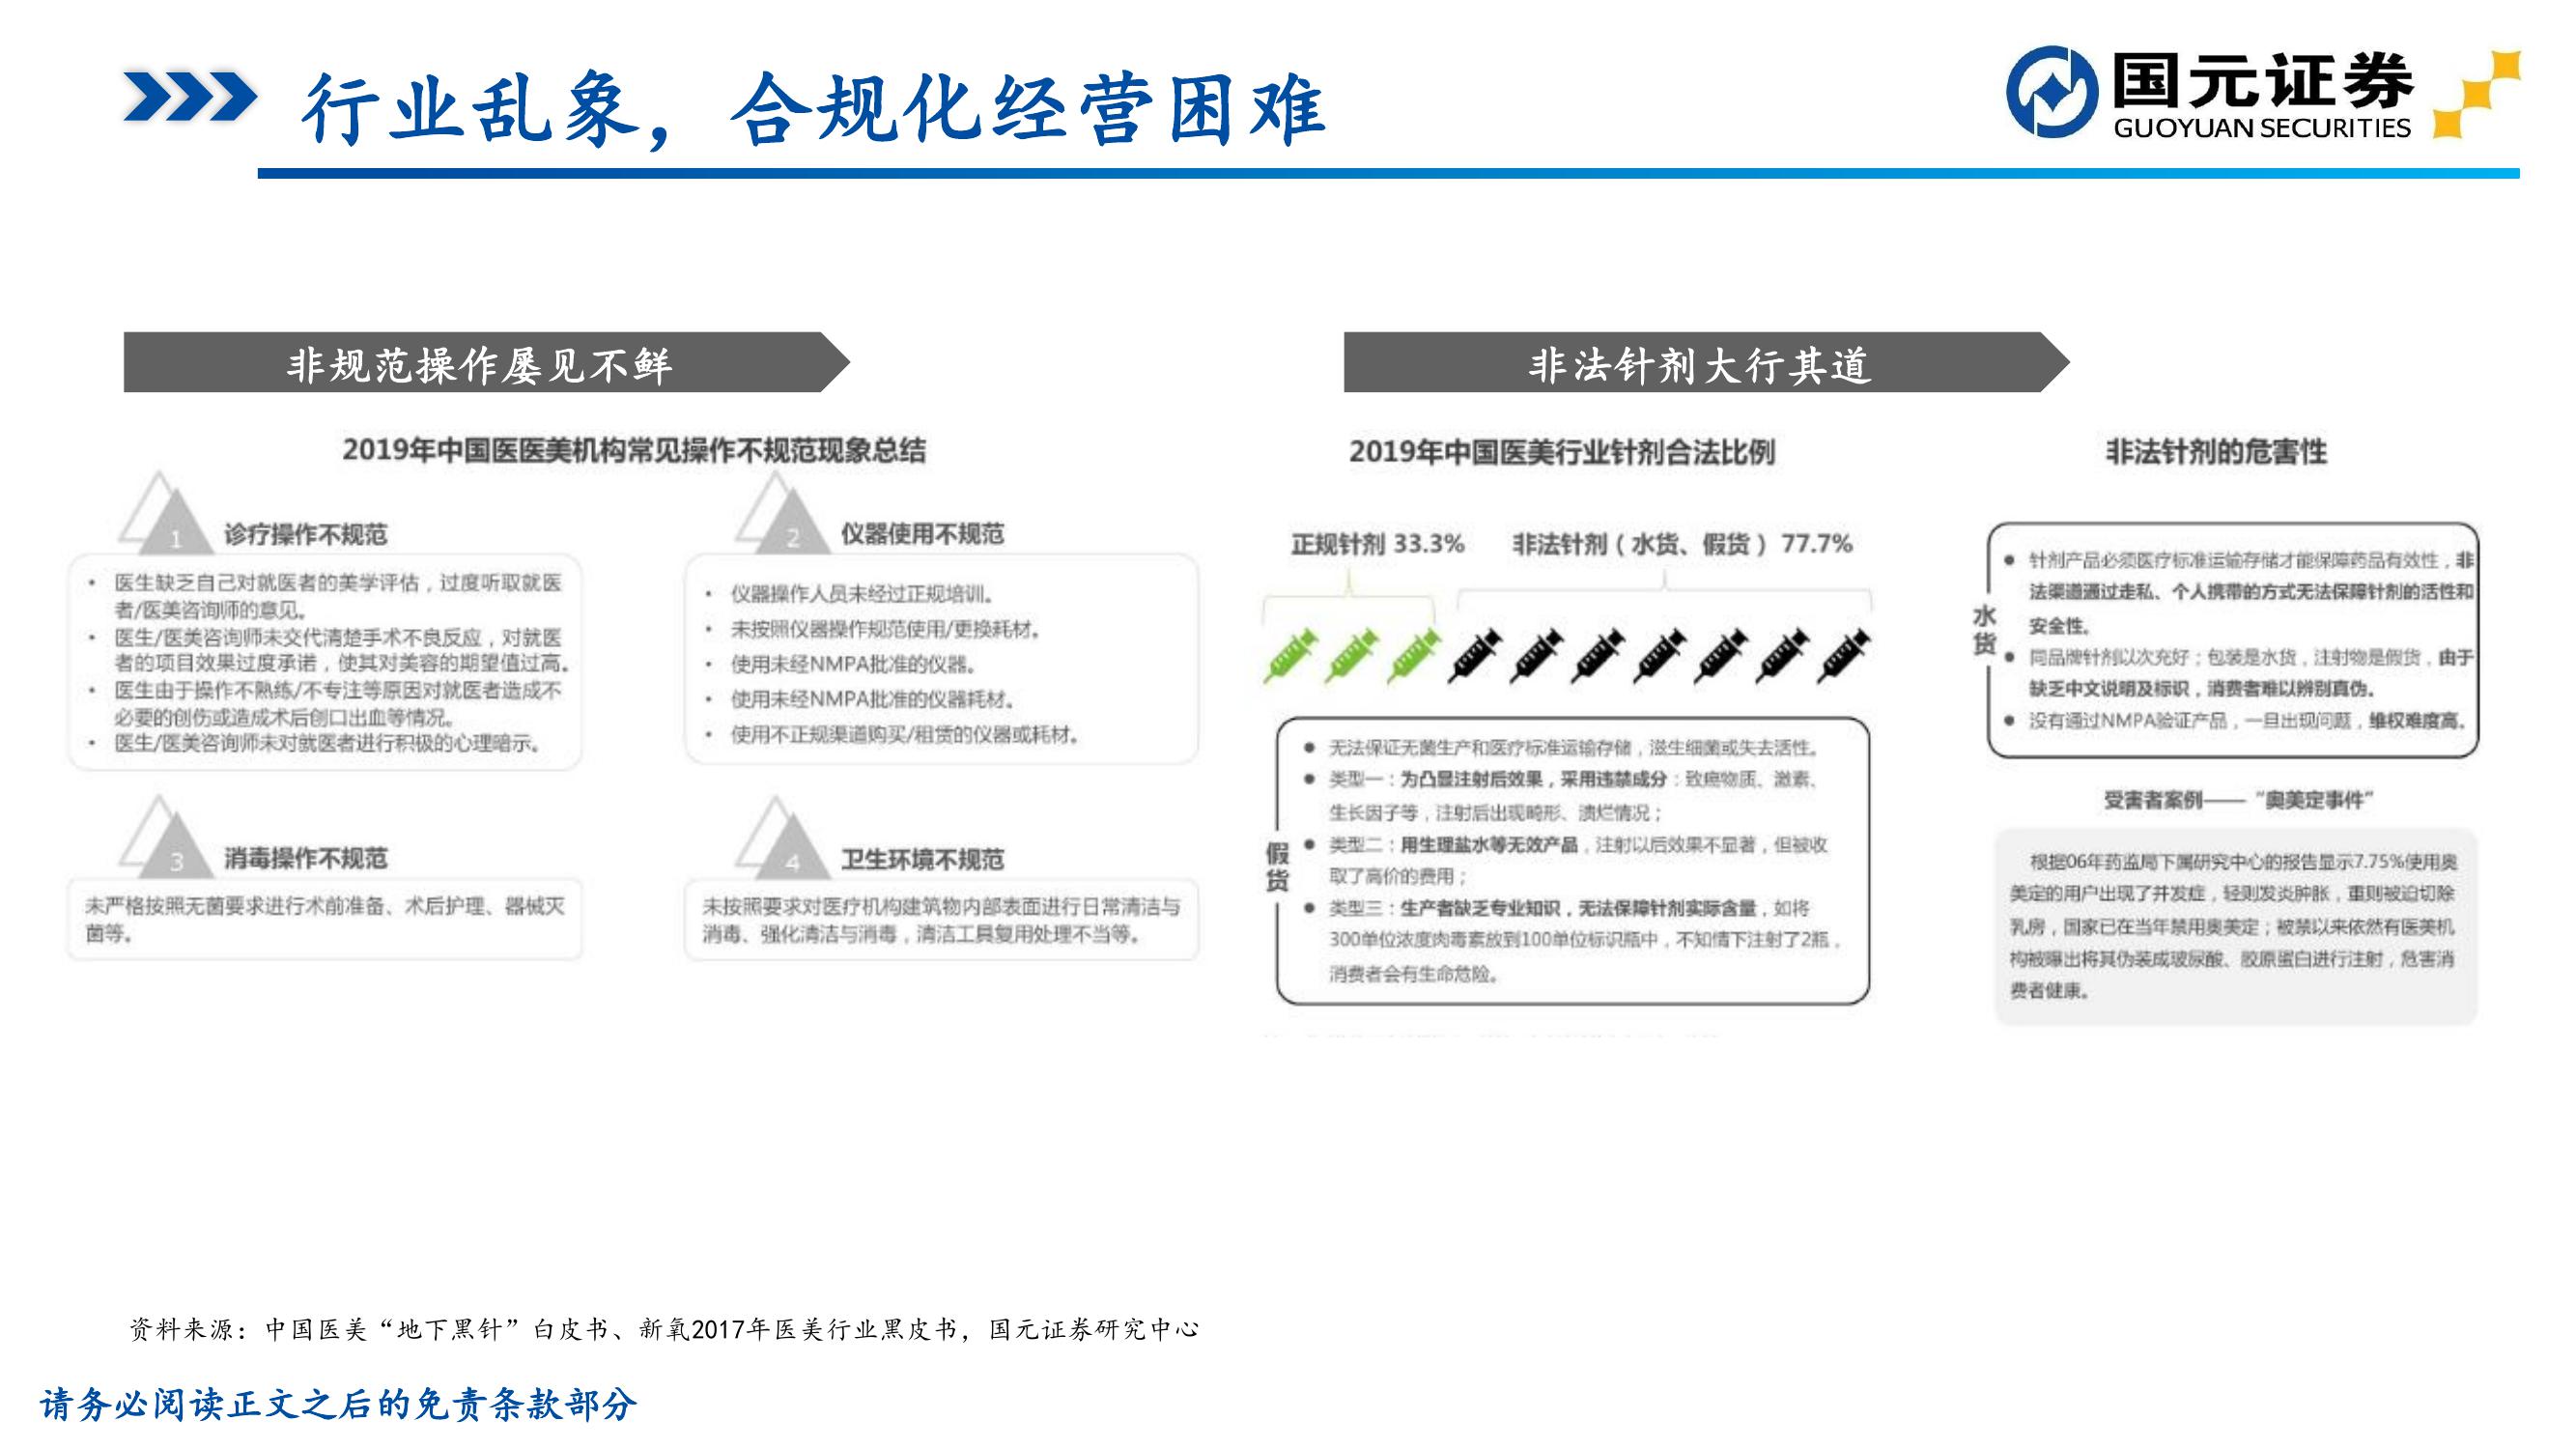 行业乱象，合规化经营困难
国元证券
GUOYUAN SECURITIES
非规范操作屡见不鲜
2019年中国医医美机构常见操作不规范现象总结
1 诊疗操作不规范
• 医生缺乏自己对就医者的美学评估，过度听取就医
者/医美咨询师的意见。
• 医生/医美咨询师未交代清楚手术不良反应，对就医
者的项目效果过度承诺，使其对美容的期望值过高。
• 医生由于操作不熟练/不专注等原因对就医者造成不
必要的创伤或造成术后创口出血等情况。
• 医生/医美咨询师未对就医者进行积极的心理暗示。
2 仪器使用不规范
• 仪器操作人员未经过正规培训。
• 未按照仪器操作规范使用/更换耗材。
• 使用未经NMPA批准的仪器。
• 使用未经NMPA批准的仪器耗材。
• 使用不正规渠道购买/租赁的仪器或耗材。
3 消毒操作不规范
未严格按照无菌要求进行术前准备、术后护理、器械灭
菌等。
4 卫生环境不规范
未按照要求对医疗机构建筑物内部表面进行日常清洁与
消毒、强化清洁与消毒，清洁工具复用处理不当等。
非法针剂大行其道
2019年中国医美行业针剂合法比例
正规针剂 33.3%
非法针剂（水货、假货）77.7%
假货
● 无法保证无菌生产和医疗标准运输存储，滋生细菌或失去活性。
● 类型一：为凸显注射后效果，采用违禁成分：致癌物质、激素、
生长因子等，注射后出现畸形、溃烂情况；
● 类型二：用生理盐水等无效产品，注射以后效果不显著，但被收
取了高价的费用；
● 类型三：生产者缺乏专业知识，无法保障针剂实际含量，如将
300单位浓度肉毒素放到100单位标识瓶中，不知情下注射了2瓶，
消费者会有生命危险。
非法针剂的危害性
水货
● 针剂产品必须医疗标准运输存储才能保障药品有效性，非
法渠道通过走私、个人携带的方式无法保障针剂的活性和
安全性。
● 同品牌针剂以次充好；包装是水货，注射物是假货，由于
缺乏中文说明及标识，消费者难以辨别真伪。
● 没有通过NMPA验证产品，一旦出现问题，维权难度高。
受害者案例——“奥美定事件”
根据06年药监局下属研究中心的报告显示7.75%使用奥
美定的用户出现了并发症，轻则发炎肿胀，重则被迫切除
乳房，国家已在当年禁用奥美定；被禁以来依然有医美机
构被曝出将其伪装成玻尿酸、胶原蛋白进行注射，危害消
费者健康。
资料来源：中国医美“地下黑针”白皮书、新氧2017年医美行业黑皮书，国元证券研究中心
请务必阅读正文之后的免责条款部分